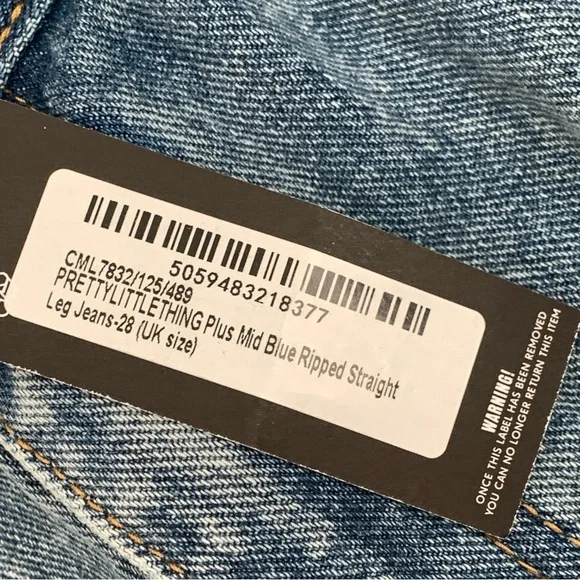 5059483218377
CML7832/125/489
PRETTYLITTLETHING Plus Mid Blue Ripped Straight
Leg Jeans-28 (UK size)
WARNING!
ONCE THIS LABEL HAS BEEN REMOVED
YOU CAN NO LONGER RETURN THIS ITEM